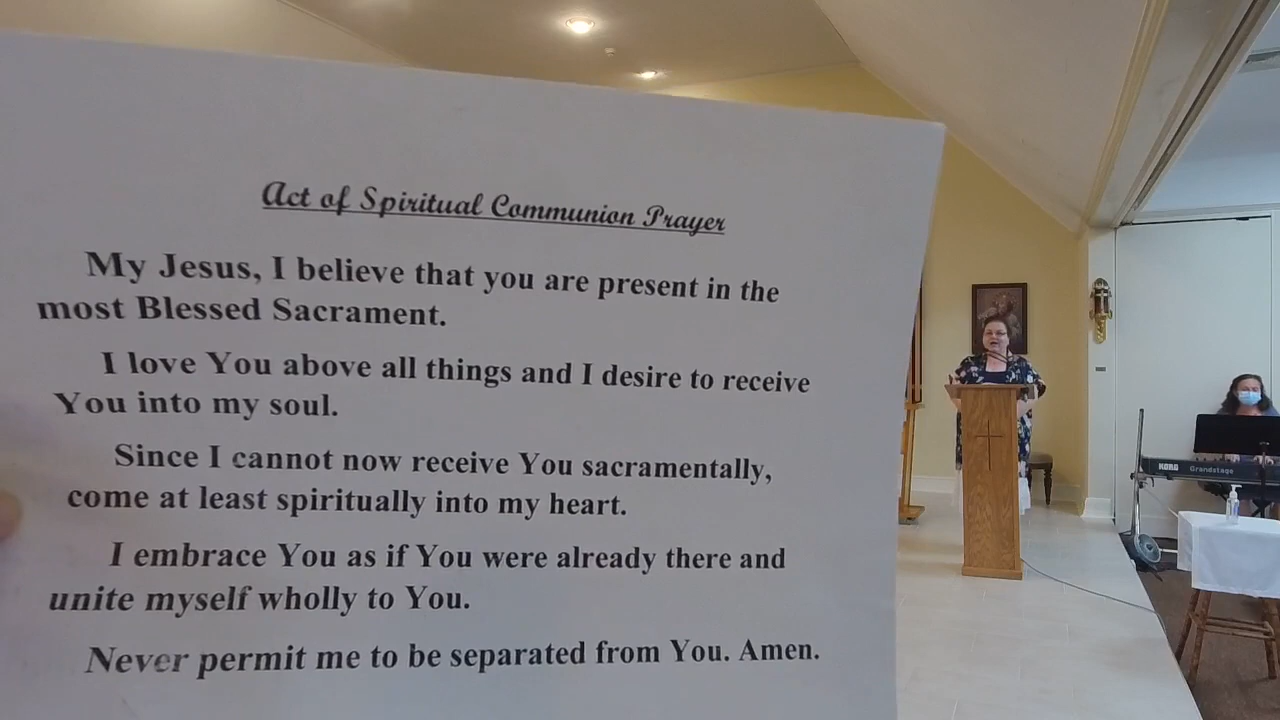 Act of Spiritual Communion Prayer
My Jesus, I believe that you are present in the
most Blessed Sacrament.
I love You above all things and I desire to receive
You into my soul.
Since I cannot now receive You sacramentally,
come at least spiritually into my heart.
I embrace You as if You were already there and
unite myself wholly to You.
Never permit me to be separated from You. Amen.
KORG Grandstage